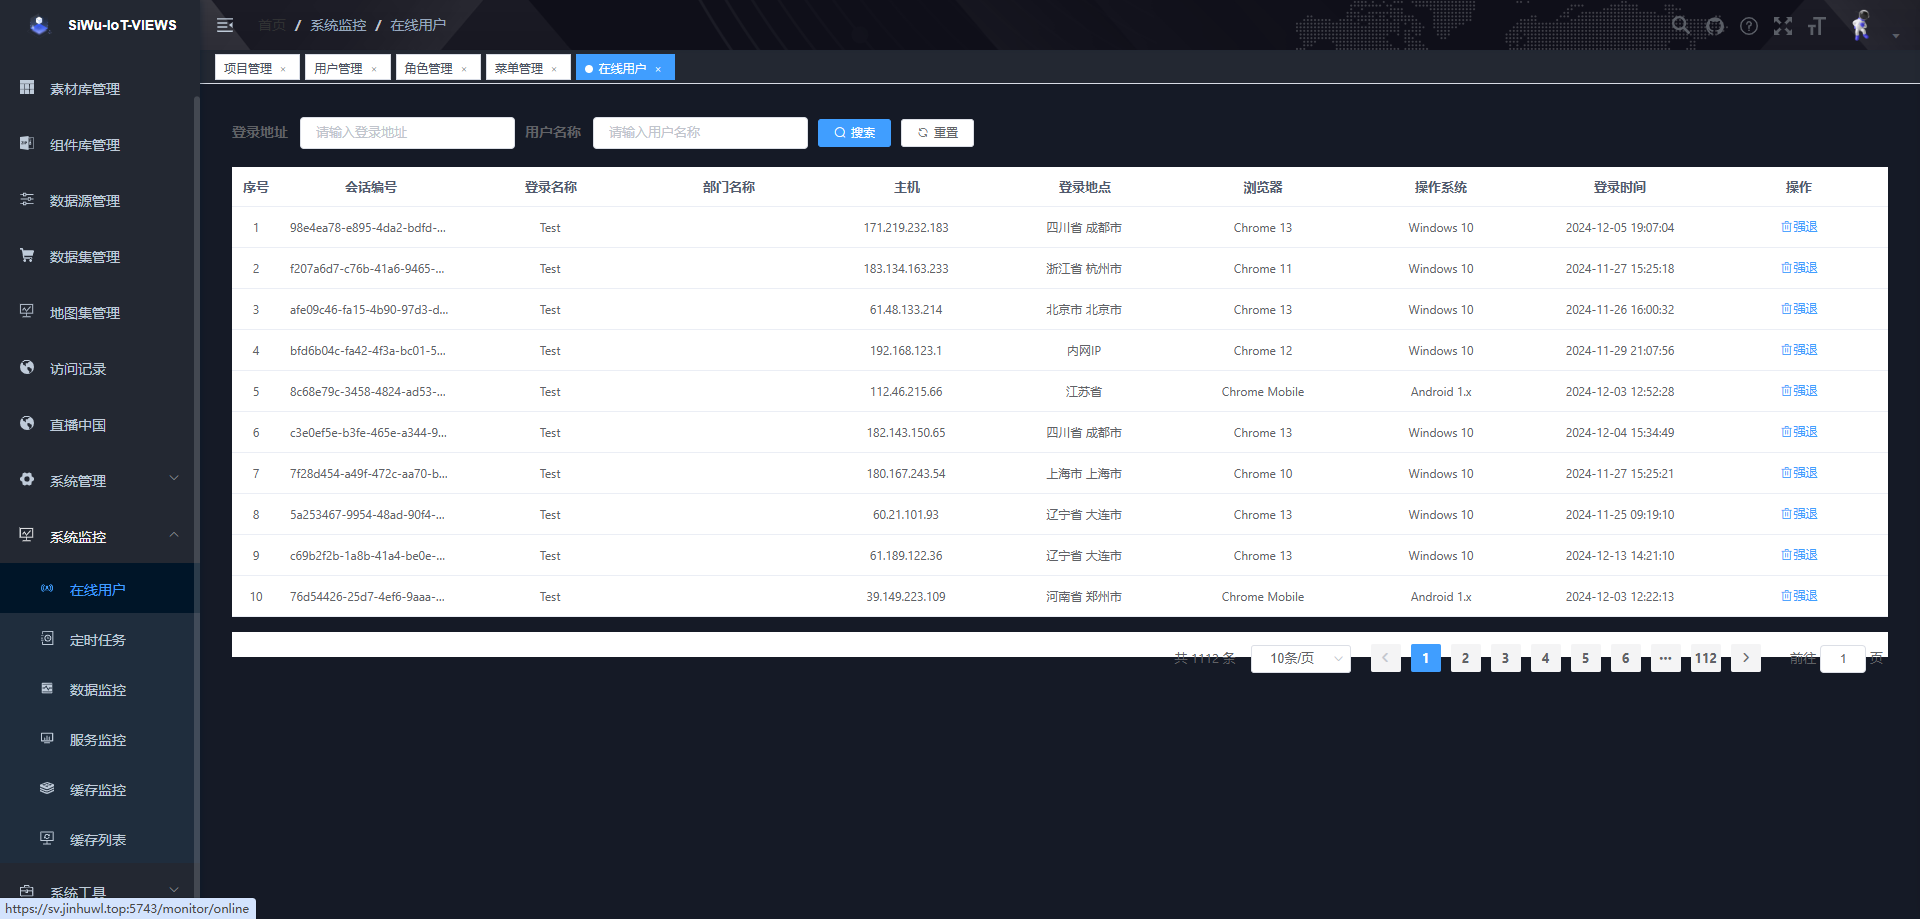 SiWu-IoT-VIEWS
首页 / 系统监控 / 在线用户
项目管理 × 用户管理 × 角色管理 × 菜单管理 × 在线用户 ×
素材库管理
组件库管理
数据源管理
数据集管理
地图集管理
访问记录
直播中国
系统管理
系统监控
在线用户
定时任务
数据监控
服务监控
缓存监控
缓存列表
系统工具
https://sv.jinhuwl.top:5743/monitor/online
登录地址 请输入登录地址 用户名称 请输入用户名称 搜索 重置
序号 会话编号 登录名称 部门名称 主机 登录地点 浏览器 操作系统 登录时间 操作
1 98e4ea78-e895-4da2-bdfd-... Test 171.219.232.183 四川省 成都市 Chrome 13 Windows 10 2024-12-05 19:07:04 强退
2 f207a6d7-c76b-41a6-9465-... Test 183.134.163.233 浙江省 杭州市 Chrome 11 Windows 10 2024-11-27 15:25:18 强退
3 afe09c46-fa15-4b90-97d3-d... Test 61.48.133.214 北京市 北京市 Chrome 13 Windows 10 2024-11-26 16:00:32 强退
4 bfd6b04c-fa42-4f3a-bc01-5... Test 192.168.123.1 内网IP Chrome 12 Windows 10 2024-11-29 21:07:56 强退
5 8c68e79c-3458-4824-ad53-... Test 112.46.215.66 江苏省 Chrome Mobile Android 1.x 2024-12-03 12:52:28 强退
6 c3e0ef5e-b3fe-465e-a344-9... Test 182.143.150.65 四川省 成都市 Chrome 13 Windows 10 2024-12-04 15:34:49 强退
7 7f28d454-a49f-472c-aa70-b... Test 180.167.243.54 上海市 上海市 Chrome 10 Windows 10 2024-11-27 15:25:21 强退
8 5a253467-9954-48ad-90f4-... Test 60.21.101.93 辽宁省 大连市 Chrome 13 Windows 10 2024-11-25 09:19:10 强退
9 c69b2f2b-1a8b-41a4-be0e-... Test 61.189.122.36 辽宁省 大连市 Chrome 13 Windows 10 2024-12-13 14:21:10 强退
10 76d54426-25d7-4ef6-9aaa-... Test 39.149.223.109 河南省 郑州市 Chrome Mobile Android 1.x 2024-12-03 12:22:13 强退
共 1112 条 10条/页 < 1 2 3 4 5 6 ••• 112 > 前往 1 页